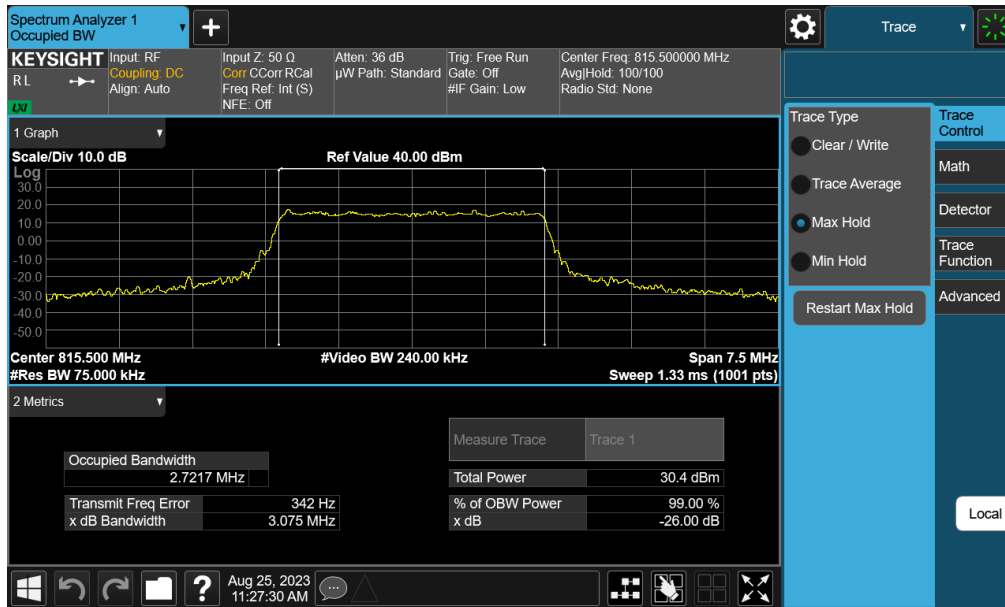 Spectrum Analyzer 1
Occupied BW
+
Trace
KEYSIGHT
R L
LXI
Input: RF
Coupling: DC
Align: Auto
Input Z: 50 Ω
Corr CCorr RCal
Freq Ref: Int (S)
NFE: Off
Atten: 36 dB
µW Path: Standard
Trig: Free Run
Gate: Off
#IF Gain: Low
Center Freq: 815.500000 MHz
Avg|Hold: 100/100
Radio Std: None
1 Graph
Scale/Div 10.0 dB
Ref Value 40.00 dBm
Log
30.0
20.0
10.0
0.00
-10.0
-20.0
-30.0
-40.0
-50.0
Center 815.500 MHz
#Video BW 240.00 kHz
Span 7.5 MHz
#Res BW 75.000 kHz
Sweep 1.33 ms (1001 pts)
2 Metrics
Measure Trace
Trace 1
Occupied Bandwidth
2.7217 MHz
Total Power
30.4 dBm
Transmit Freq Error
342 Hz
% of OBW Power
99.00 %
x dB Bandwidth
3.075 MHz
x dB
-26.00 dB
Trace Type
Clear / Write
Trace Average
Max Hold
Min Hold
Restart Max Hold
Trace
Control
Math
Detector
Trace
Function
Advanced
Local
?
Aug 25, 2023
11:27:30 AM